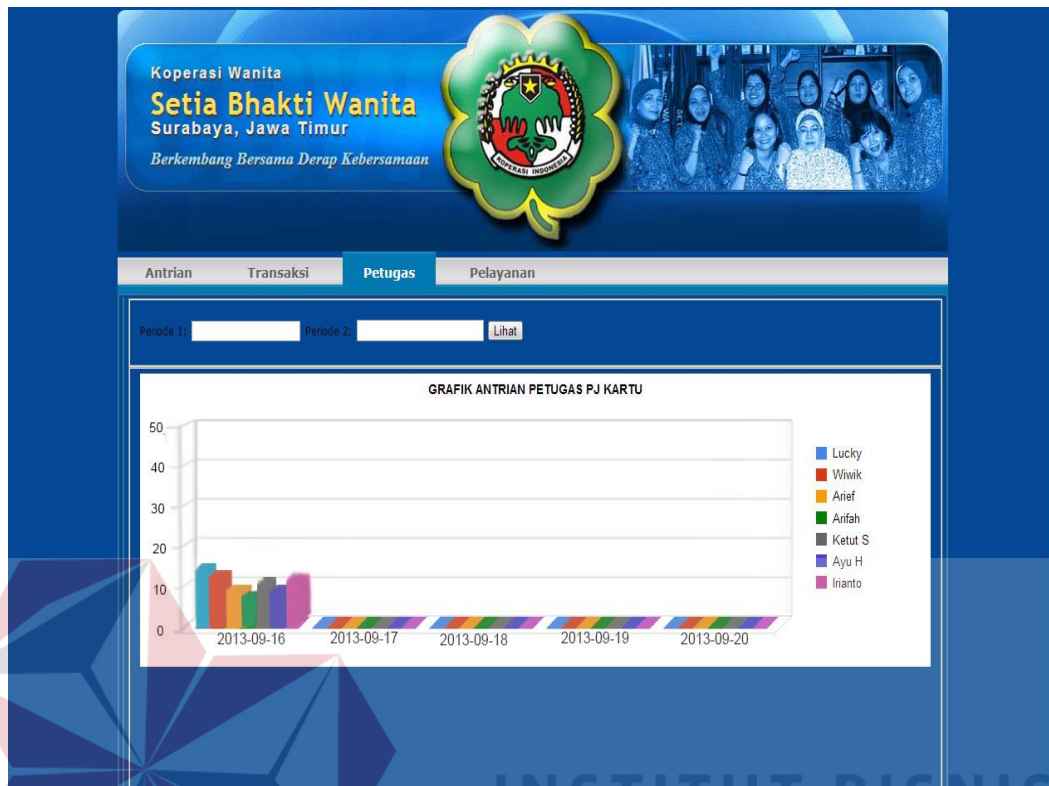 Koperasi Wanita
Setia Bhakti Wanita
Surabaya, Jawa Timur
Berkembang Bersama Derap Kebersamaan
KOPERASI INDONESIA
Antrian Transaksi Petugas Pelayanan
Periode 1: Periode 2: Lihat
GRAFIK ANTRIAN PETUGAS PJ KARTU
50
40
30
20
10
0
2013-09-16 2013-09-17 2013-09-18 2013-09-19 2013-09-20
Lucky
Wiwik
Arief
Arifah
Ketut S
Ayu H
Irianto
INSTITUT BISNIS